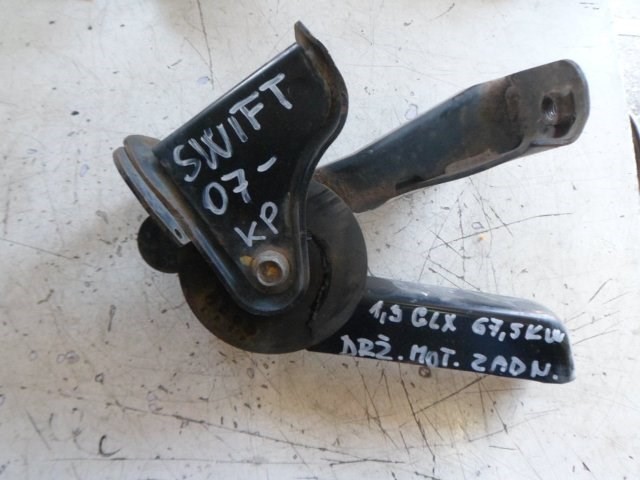 SWIFT
07-
KP
1,3 GLX 67,5KW
DRŽ. MOT. ZADN.